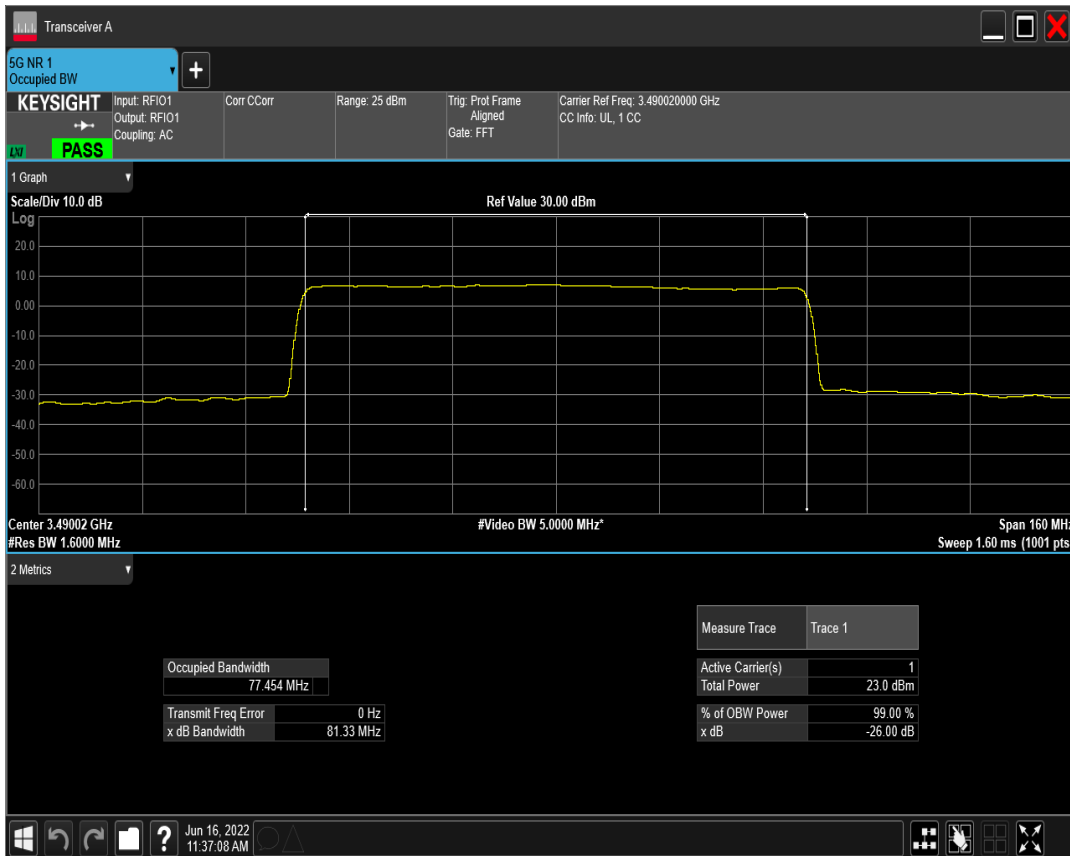 Transceiver A
5G NR 1
Occupied BW
KEYSIGHT
LXI
PASS
Input: RFIO1
Output: RFIO1
Coupling: AC
Corr CCorr
Range: 25 dBm
Trig: Prot Frame
Aligned
Gate: FFT
Carrier Ref Freq: 3.490020000 GHz
CC Info: UL, 1 CC
1 Graph
Scale/Div 10.0 dB
Ref Value 30.00 dBm
Log
20.0
10.0
0.00
-10.0
-20.0
-30.0
-40.0
-50.0
-60.0
Center 3.49002 GHz
#Video BW 5.0000 MHz*
Span 160 MHz
#Res BW 1.6000 MHz
Sweep 1.60 ms (1001 pts
2 Metrics
Measure Trace Trace 1
Occupied Bandwidth
77.454 MHz
Active Carrier(s) 1
Total Power 23.0 dBm
Transmit Freq Error 0 Hz
x dB Bandwidth 81.33 MHz
% of OBW Power 99.00 %
x dB -26.00 dB
Jun 16, 2022
11:37:08 AM